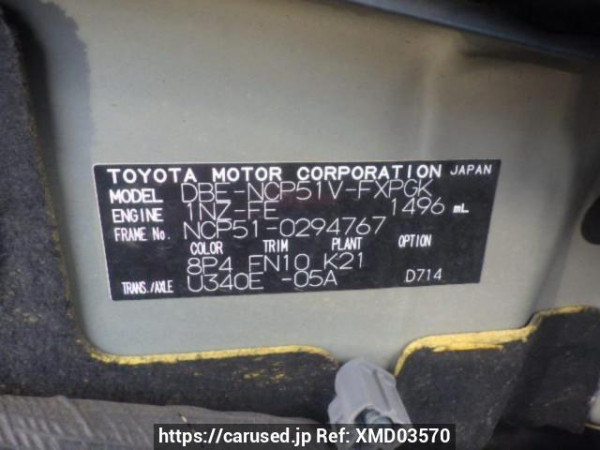 TOYOTA MOTOR CORPORATION JAPAN
MODEL DBE-NCP51V-FXPGK
ENGINE 1NZ-FE 1496 mL
FRAME No. NCP51-0294767
COLOR TRIM PLANT OPTION
8P4 FN10 K21
TRANS./AXLE U340E -05A D714
https://carused.jp Ref: XMD03570